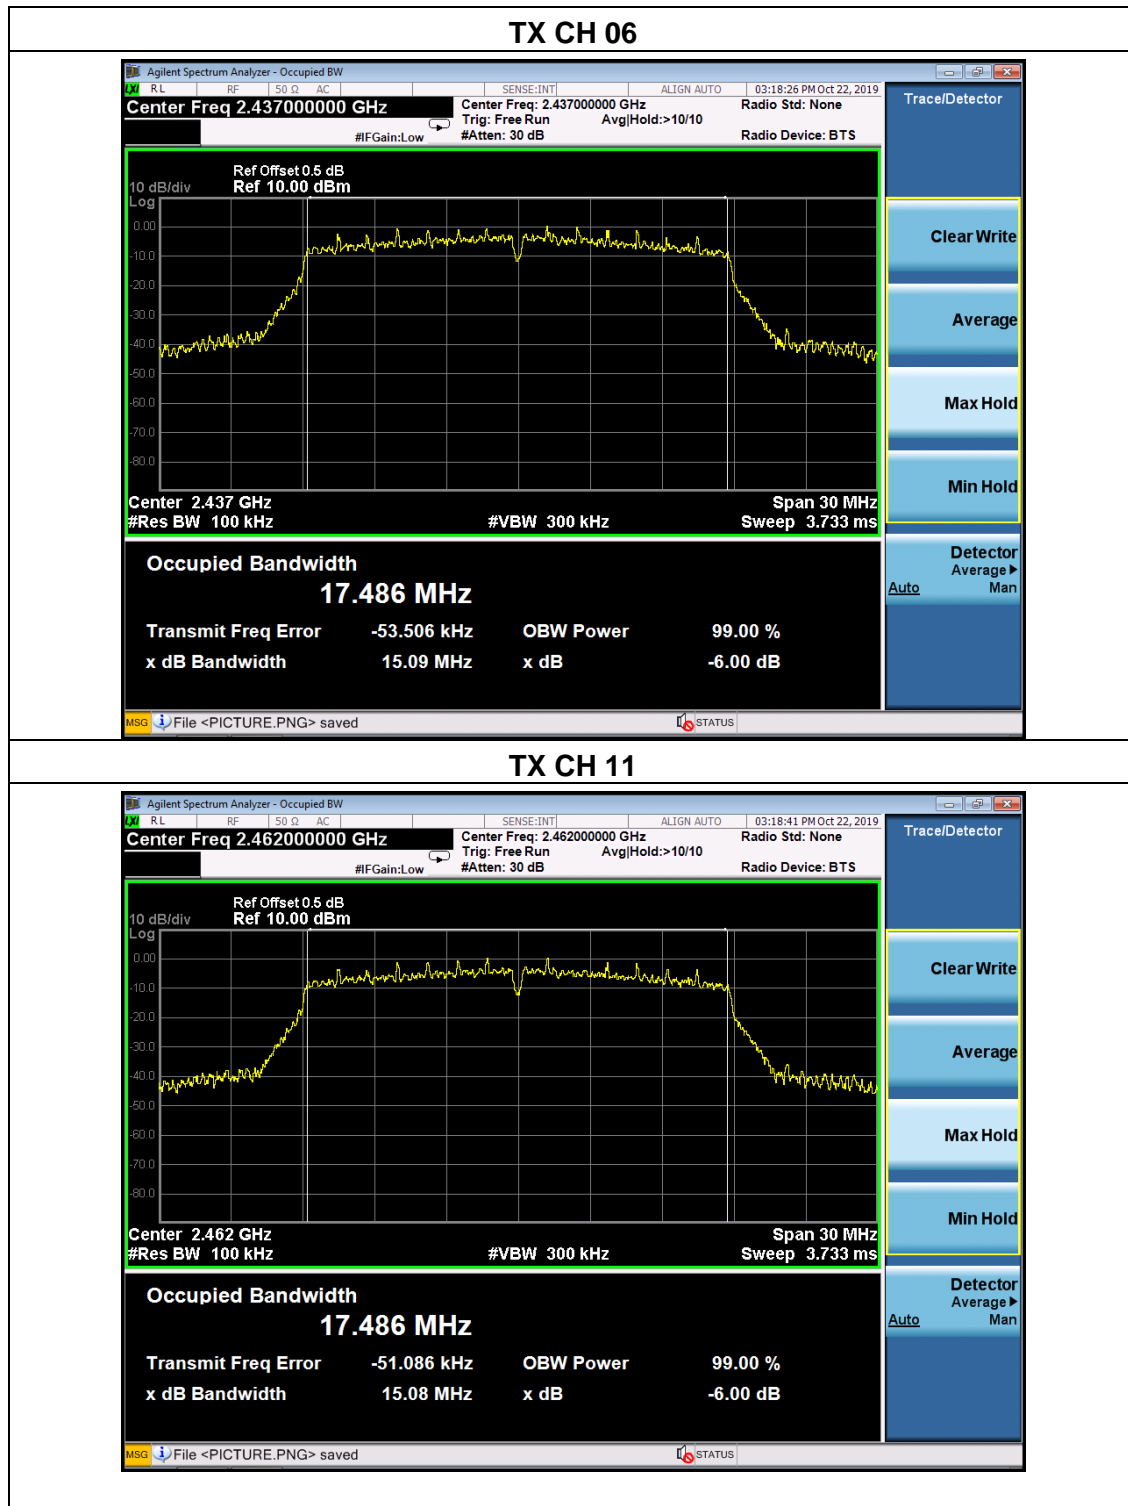 TX CH 06
Agilent Spectrum Analyzer - Occupied BW
LXI RL RF 50 Ω AC SENSE:INT ALIGN AUTO 03:18:26 PM Oct 22, 2019
Center Freq 2.437000000 GHz
Center Freq: 2.437000000 GHz Radio Std: None
Trig: Free Run Avg|Hold:>10/10
#IFGain:Low #Atten: 30 dB Radio Device: BTS
Trace/Detector
Ref Offset 0.5 dB
10 dB/div Ref 10.00 dBm
Log
0.00
-10.0
-20.0
-30.0
-40.0
-50.0
-60.0
-70.0
-80.0
Center 2.437 GHz Span 30 MHz
#Res BW 100 kHz #VBW 300 kHz Sweep 3.733 ms
Clear Write
Average
Max Hold
Min Hold
Detector
Average▶
Auto Man
Occupied Bandwidth
17.486 MHz
Transmit Freq Error -53.506 kHz OBW Power 99.00 %
x dB Bandwidth 15.09 MHz x dB -6.00 dB
MSG File <PICTURE.PNG> saved STATUS
TX CH 11
Agilent Spectrum Analyzer - Occupied BW
LXI RL RF 50 Ω AC SENSE:INT ALIGN AUTO 03:18:41 PM Oct 22, 2019
Center Freq 2.462000000 GHz
Center Freq: 2.462000000 GHz Radio Std: None
Trig: Free Run Avg|Hold:>10/10
#IFGain:Low #Atten: 30 dB Radio Device: BTS
Trace/Detector
Ref Offset 0.5 dB
10 dB/div Ref 10.00 dBm
Log
0.00
-10.0
-20.0
-30.0
-40.0
-50.0
-60.0
-70.0
-80.0
Center 2.462 GHz Span 30 MHz
#Res BW 100 kHz #VBW 300 kHz Sweep 3.733 ms
Clear Write
Average
Max Hold
Min Hold
Detector
Average▶
Auto Man
Occupied Bandwidth
17.486 MHz
Transmit Freq Error -51.086 kHz OBW Power 99.00 %
x dB Bandwidth 15.08 MHz x dB -6.00 dB
MSG File <PICTURE.PNG> saved STATUS